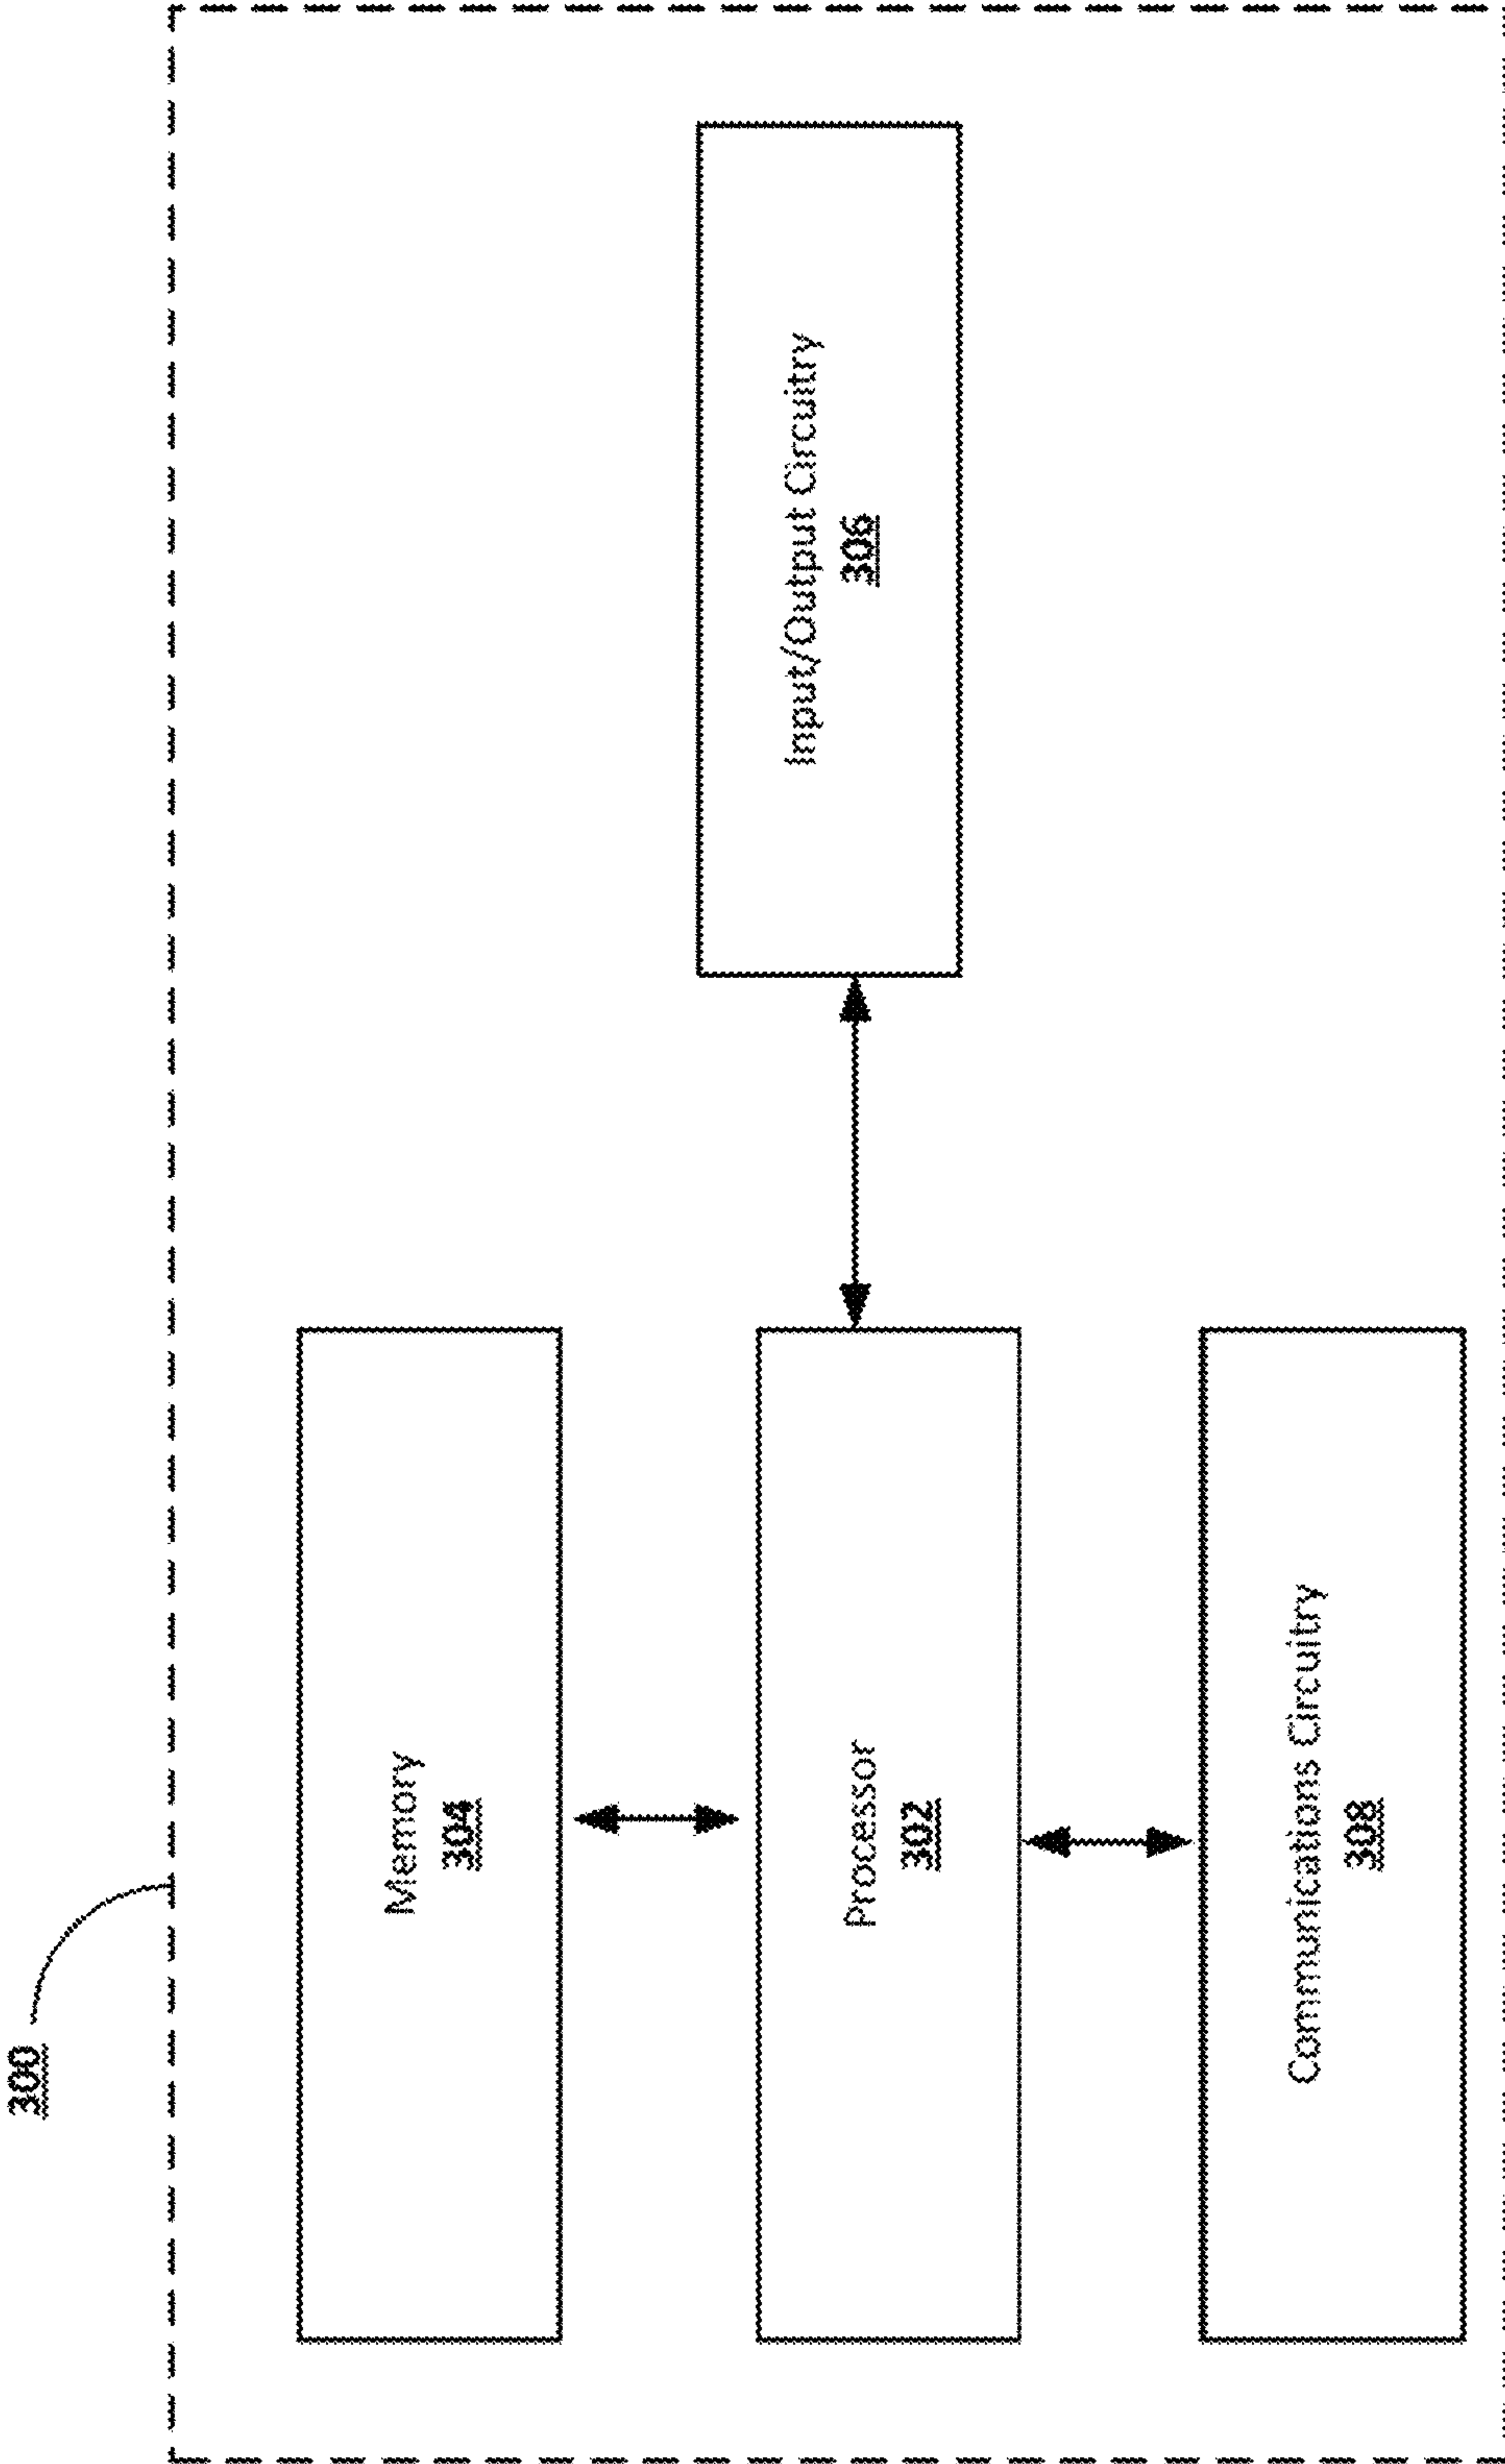 300
Memory
304
Processor
302
Input/Output Circuitry
306
Communications Circuitry
308